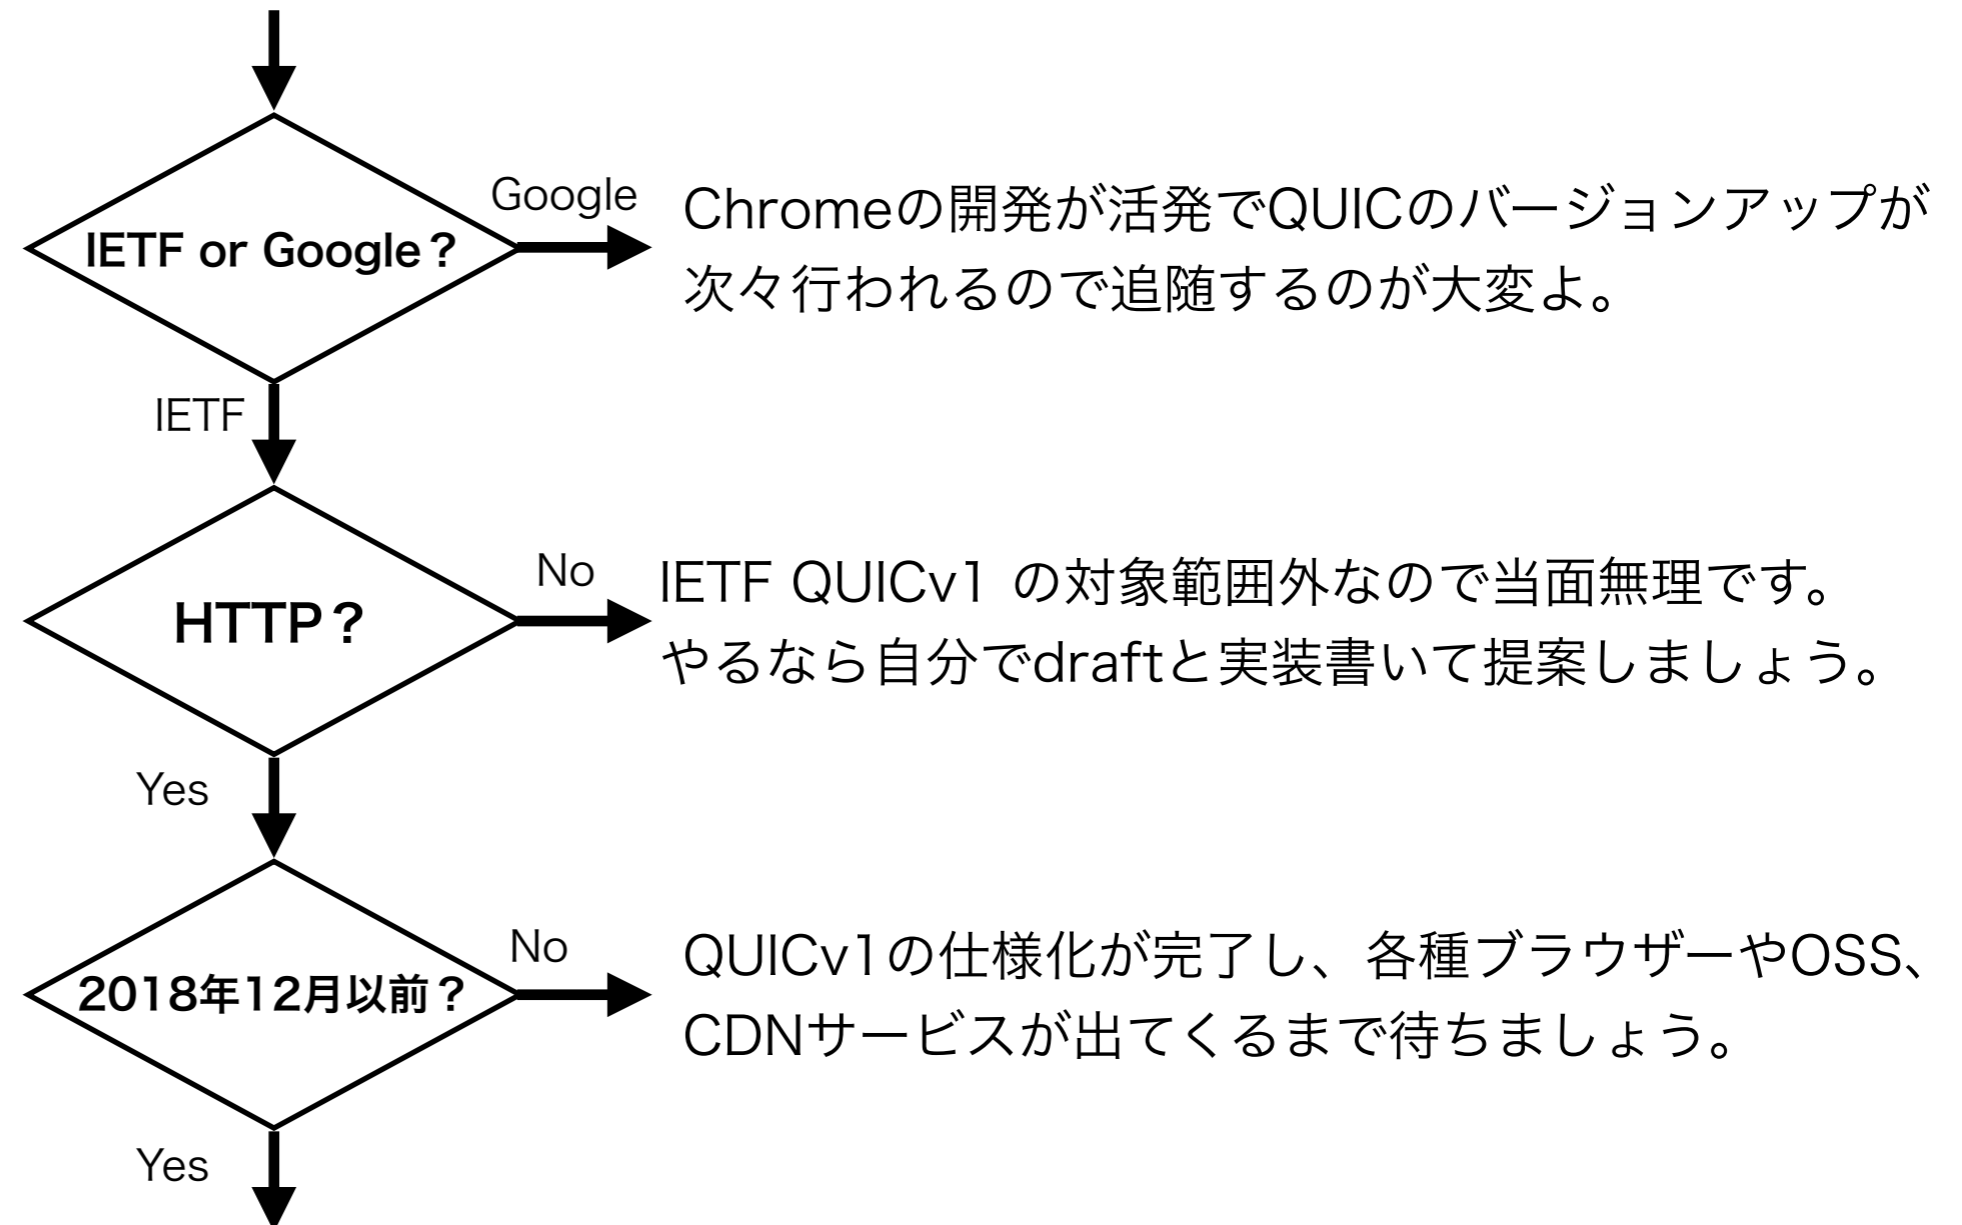 IETF or Google？
Google
Chromeの開発が活発でQUICのバージョンアップが
次々行われるので追随するのが大変よ。
IETF
HTTP？
No
IETF QUICv1 の対象範囲外なので当面無理です。
やるなら自分でdraftと実装書いて提案しましょう。
Yes
2018年12月以前？
No
QUICv1の仕様化が完了し、各種ブラウザーやOSS、
CDNサービスが出てくるまで待ちましょう。
Yes